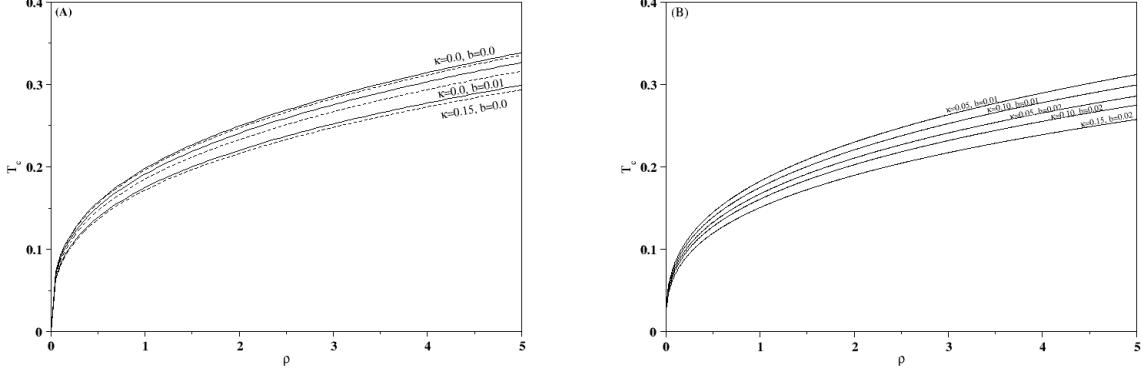 (A)
0.4
0.3
0.2
0.1
0
T_c
κ=0.0, b=0.0
κ=0.0, b=0.01
κ=0.15, b=0.0
0 1 2 3 4 5
ρ
(B)
0.4
0.3
0.2
0.1
0
T_c
κ=0.05, b=0.01
κ=0.10, b=0.01
κ=0.05, b=0.02
κ=0.10, b=0.02
κ=0.15, b=0.02
0 1 2 3 4 5
ρ